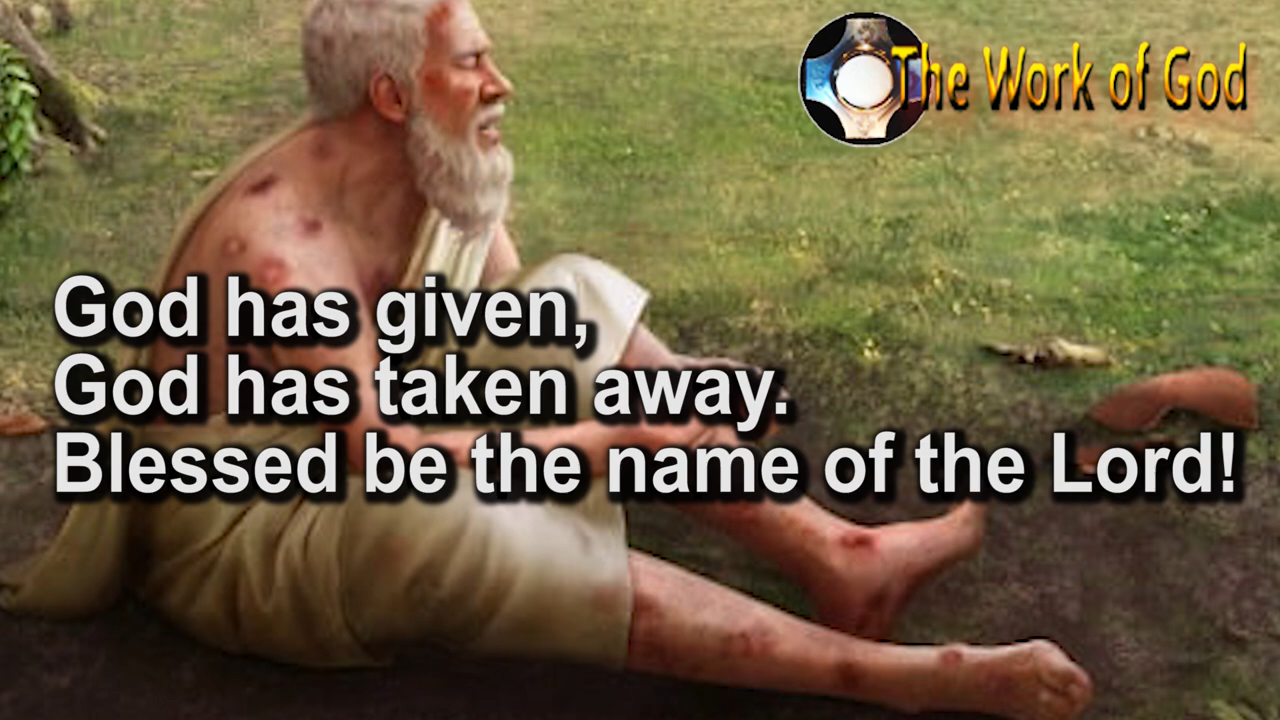 The Work of God
God has given,
God has taken away.
Blessed be the name of the Lord!